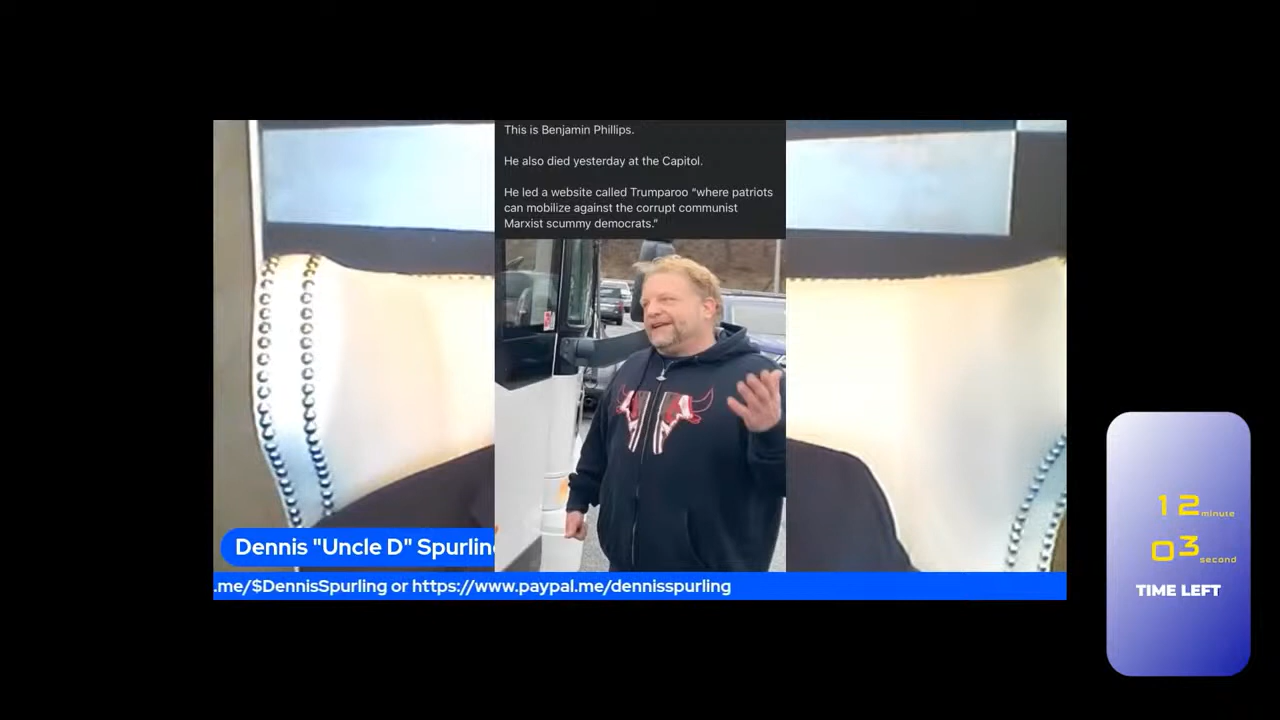 This is Benjamin Phillips.
He also died yesterday at the Capitol.
He led a website called Trumparoo “where patriots
can mobilize against the corrupt communist
Marxist scummy democrats.”
Dennis "Uncle D" Spurlin
.me/$DennisSpurling or https://www.paypal.me/dennisspurling
12 minute
03 second
TIME LEFT